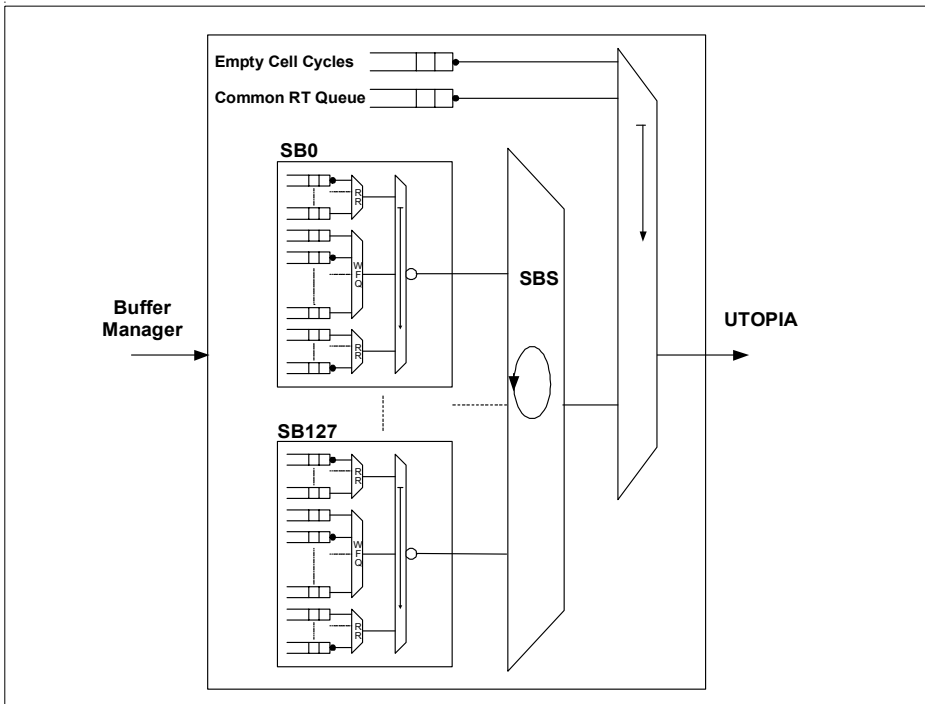 Empty Cell Cycles
Common RT Queue
SB0
R
R
W
F
Q
R
R
SBS
Buffer
Manager
UTOPIA
SB127
R
R
W
F
Q
R
R